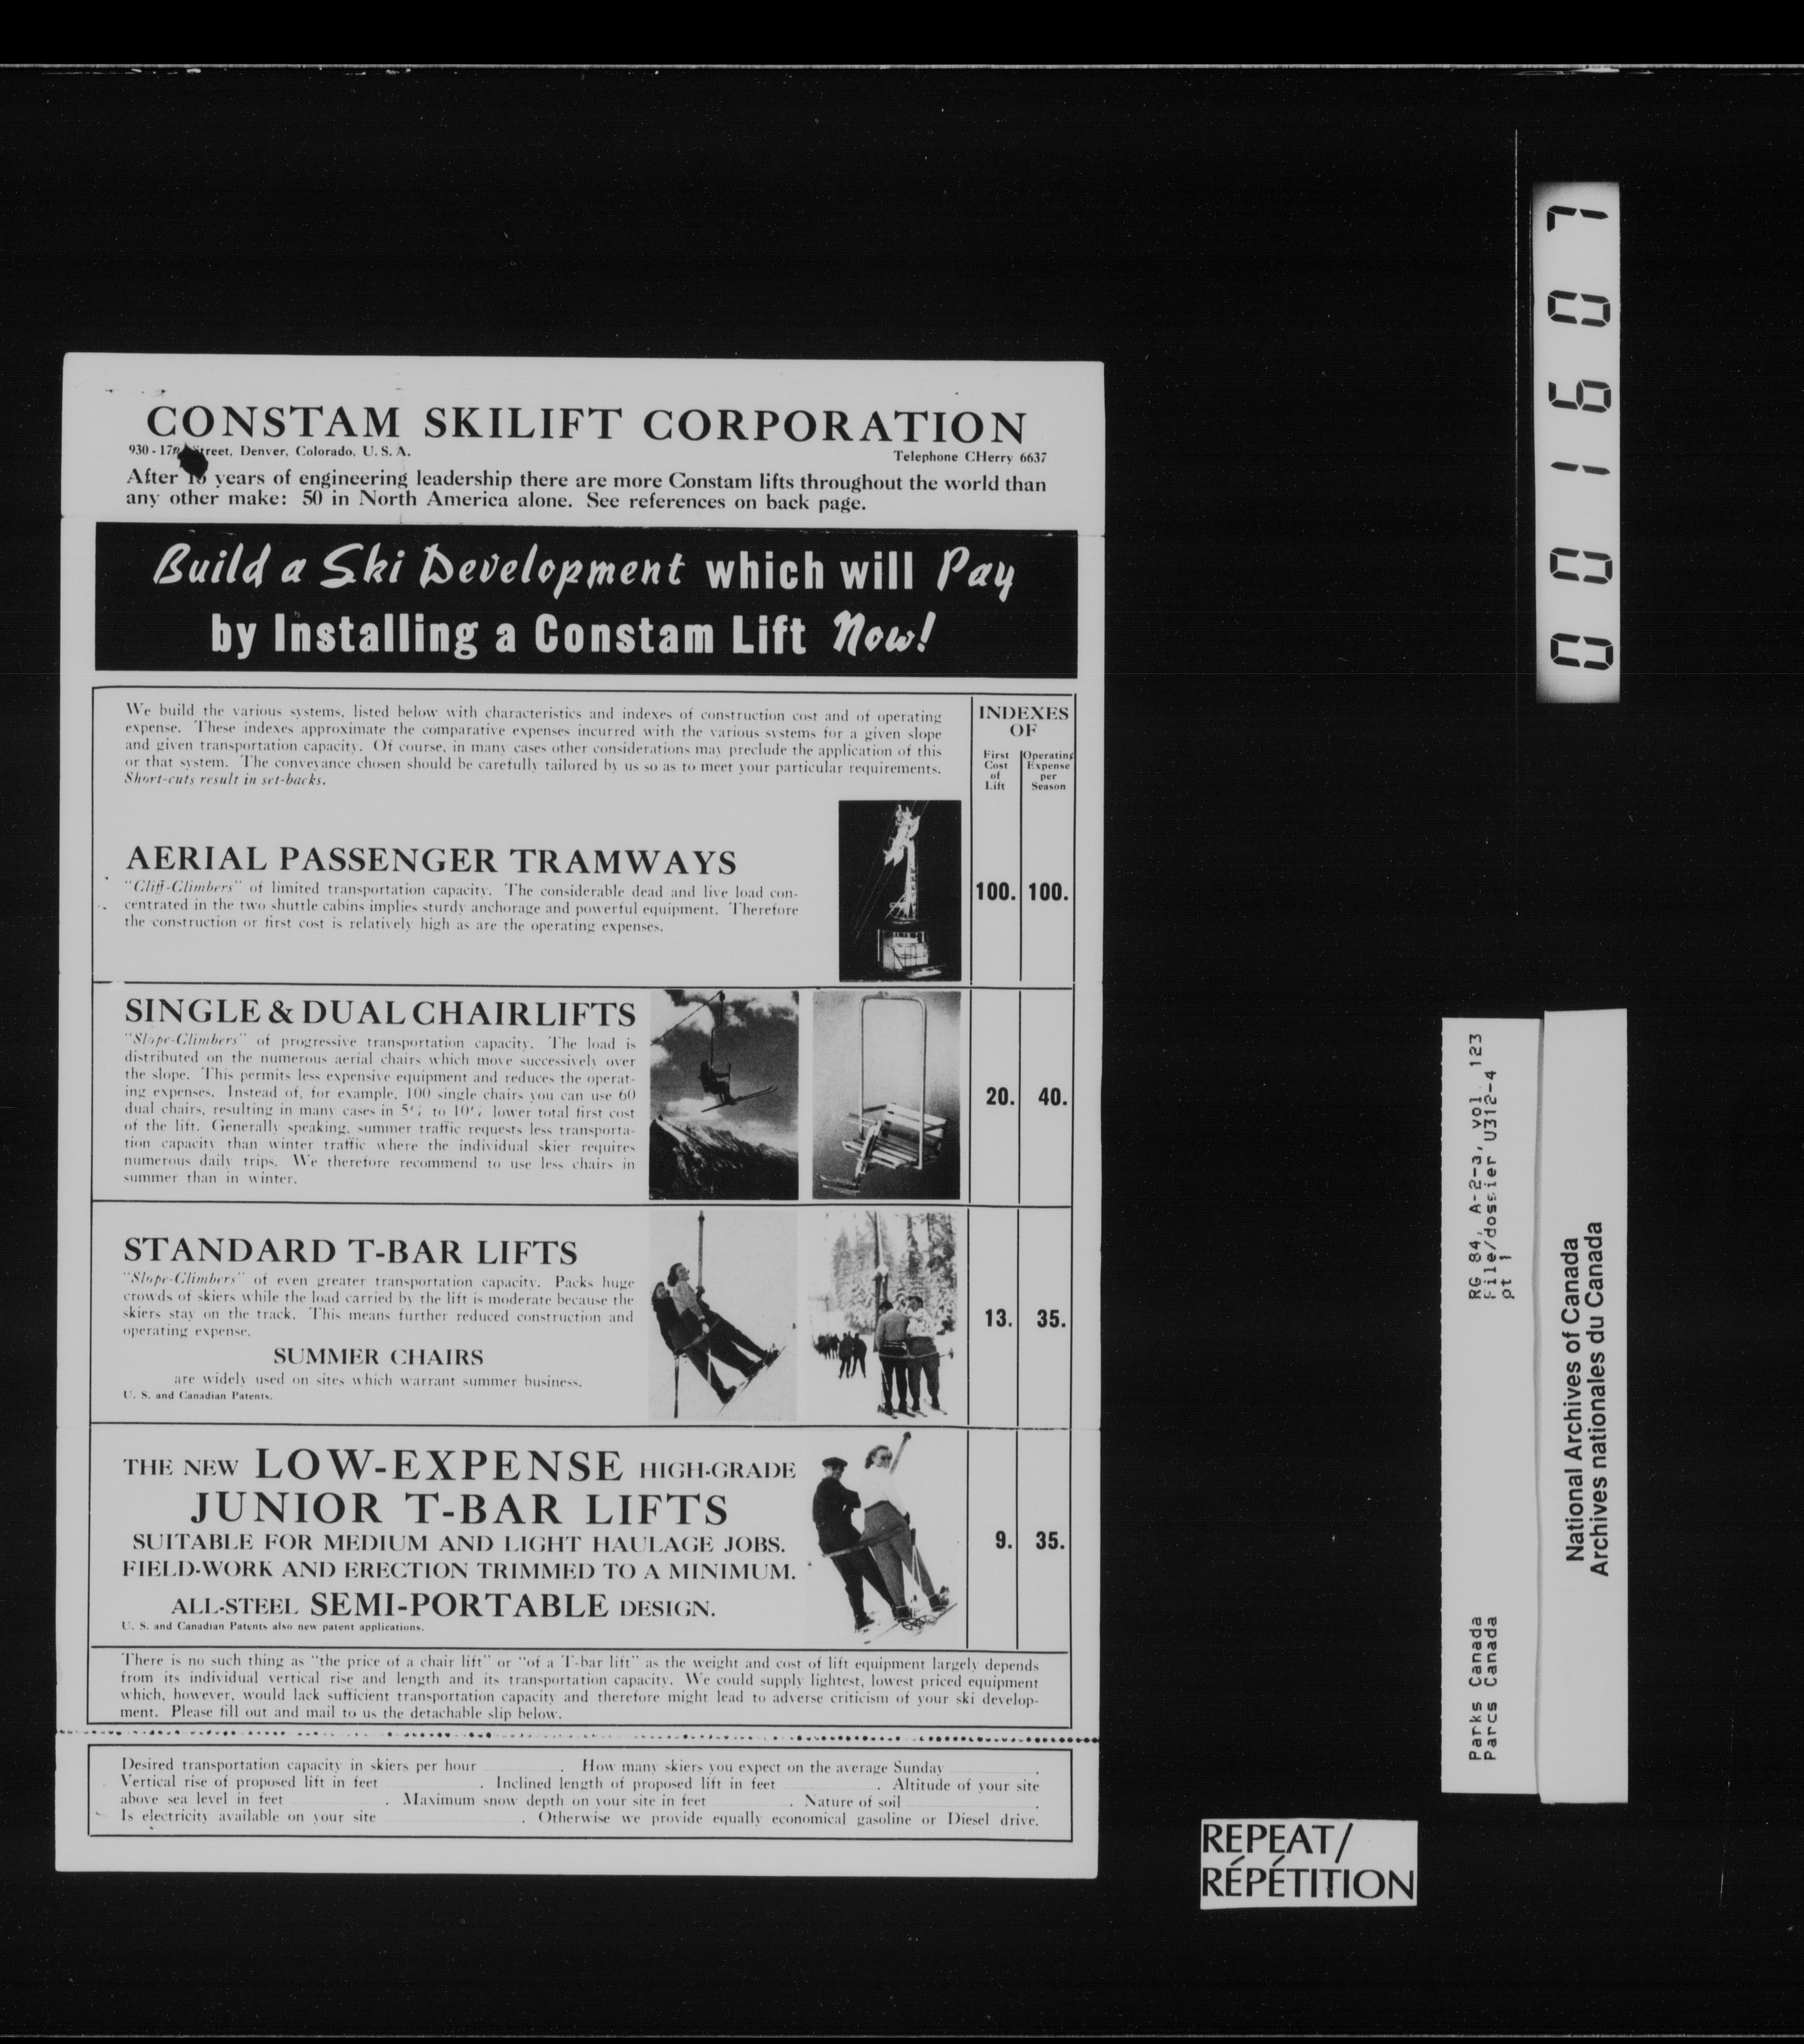 CONSTAM SKILIFT CORPORATION
930 - 17 Street, Denver, Colorado, U. S. A.
Telephone CHerry 6637
After years of engineering leadership there are more Constam lifts throughout the world than
any other make: 50 in North America alone. See references on back page.
Build a Ski Development which will Pay
by Installing a Constam Lift Now!
We build the various systems, listed below with characteristics and indexes of construction cost and of operating
expense. These indexes approximate the comparative expenses incurred with the various systems for a given slope
and given transportation capacity. Of course, in many cases other considerations may preclude the application of this
or that system. The conveyance chosen should be carefully tailored by us so as to meet your particular requirements.
Short-cuts result in set-backs.
INDEXES
OF
First
Cost
of
Lift
Operating
Expense
per
Season
AERIAL PASSENGER TRAMWAYS
"Cliff-Climbers" of limited transportation capacity. The considerable dead and live load con-
centrated in the two shuttle cabins implies sturdy anchorage and powerful equipment. Therefore
the construction or first cost is relatively high as are the operating expenses.
100. 100.
SINGLE & DUAL CHAIRLIFTS
"Slope-Climbers" of progressive transportation capacity. The load is
distributed on the numerous aerial chairs which move successively over
the slope. This permits less expensive equipment and reduces the operat-
ing expenses. Instead of, for example, 100 single chairs you can use 60
dual chairs, resulting in many cases in 5% to 10% lower total first cost
of the lift. Generally speaking, summer traffic requests less transporta-
tion capacity than winter traffic where the individual skier requires
numerous daily trips. We therefore recommend to use less chairs in
summer than in winter.
20. 40.
STANDARD T-BAR LIFTS
"Slope-Climbers" of even greater transportation capacity. Packs huge
crowds of skiers while the load carried by the lift is moderate because the
skiers stay on the track. This means further reduced construction and
operating expense.
SUMMER CHAIRS
are widely used on sites which warrant summer business.
U. S. and Canadian Patents.
13. 35.
THE NEW LOW-EXPENSE HIGH-GRADE
JUNIOR T-BAR LIFTS
SUITABLE FOR MEDIUM AND LIGHT HAULAGE JOBS.
FIELD-WORK AND ERECTION TRIMMED TO A MINIMUM.
ALL-STEEL SEMI-PORTABLE DESIGN.
U. S. and Canadian Patents also new patent applications.
9. 35.
There is no such thing as "the price of a chair lift" or "of a T-bar lift" as the weight and cost of lift equipment largely depends
from its individual vertical rise and length and its transportation capacity. We could supply lightest, lowest priced equipment
which, however, would lack sufficient transportation capacity and therefore might lead to adverse criticism of your ski develop-
ment. Please fill out and mail to us the detachable slip below.
Desired transportation capacity in skiers per hour . How many skiers you expect on the average Sunday .
Vertical rise of proposed lift in feet . Inclined length of proposed lift in feet . Altitude of your site
above sea level in feet . Maximum snow depth on your site in feet . Nature of soil .
Is electricity available on your site . Otherwise we provide equally economical gasoline or Diesel drive.
001607
RG 84, A-2-a, vol. 123
File/dossier U312-4
pt 1
Parks Canada
Parcs Canada
National Archives of Canada
Archives nationales du Canada
REPEAT/
RÉPÉTITION